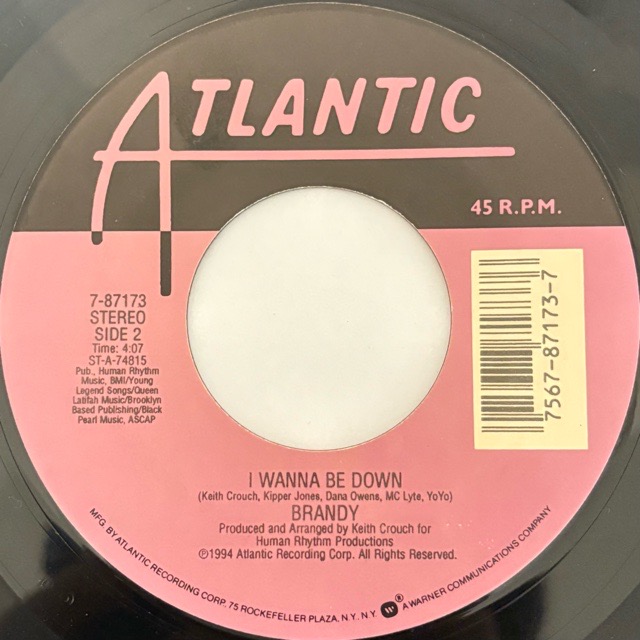 ATLANTIC
45 R.P.M.
7-87173
STEREO
SIDE 2
Time: 4:07
ST-A-74815
Pub., Human Rhythm
Music, BMI/Young
Legend Songs/Queen
Latifah Music/Brooklyn
Based Publishing/Black
Pearl Music, ASCAP
7567-87173-7
I WANNA BE DOWN
(Keith Crouch, Kipper Jones, Dana Owens, MC Lyte, YoYo)
BRANDY
Produced and Arranged by Keith Crouch for
Human Rhythm Productions
℗1994 Atlantic Recording Corp. All Rights Reserved.
MFG. BY ATLANTIC RECORDING CORP. 75 ROCKEFELLER PLAZA, N.Y. N.Y. ® A WARNER COMMUNICATIONS COMPANY